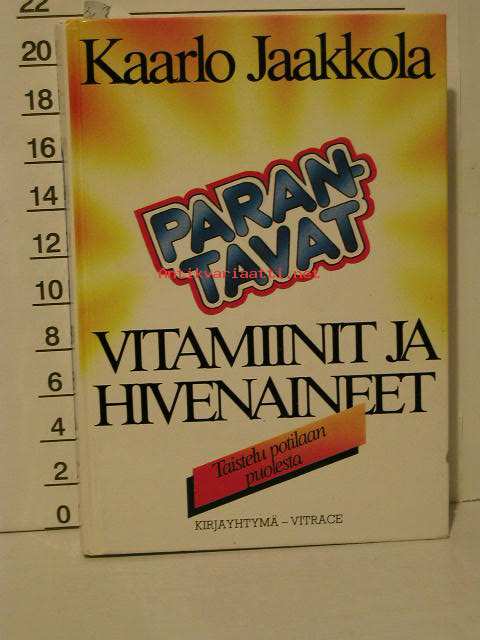 Kaarlo Jaakkola
PARAN-
TAVAT
Antikvariaatti.net
VITAMIINIT JA
HIVENAINEET
Taistelu potilaan
puolesta
KIRJAYHTYMÄ – VITRACE
22
20
18
16
14
12
10
8
6
4
2
0